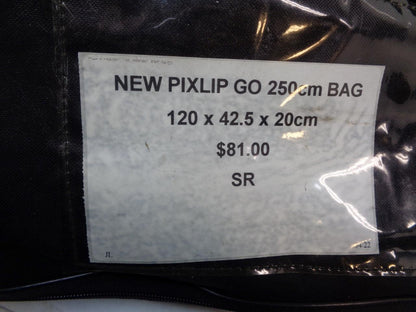 NEW PIXLIP GO 250cm BAG
120 x 42.5 x 20cm
$81.00
SR